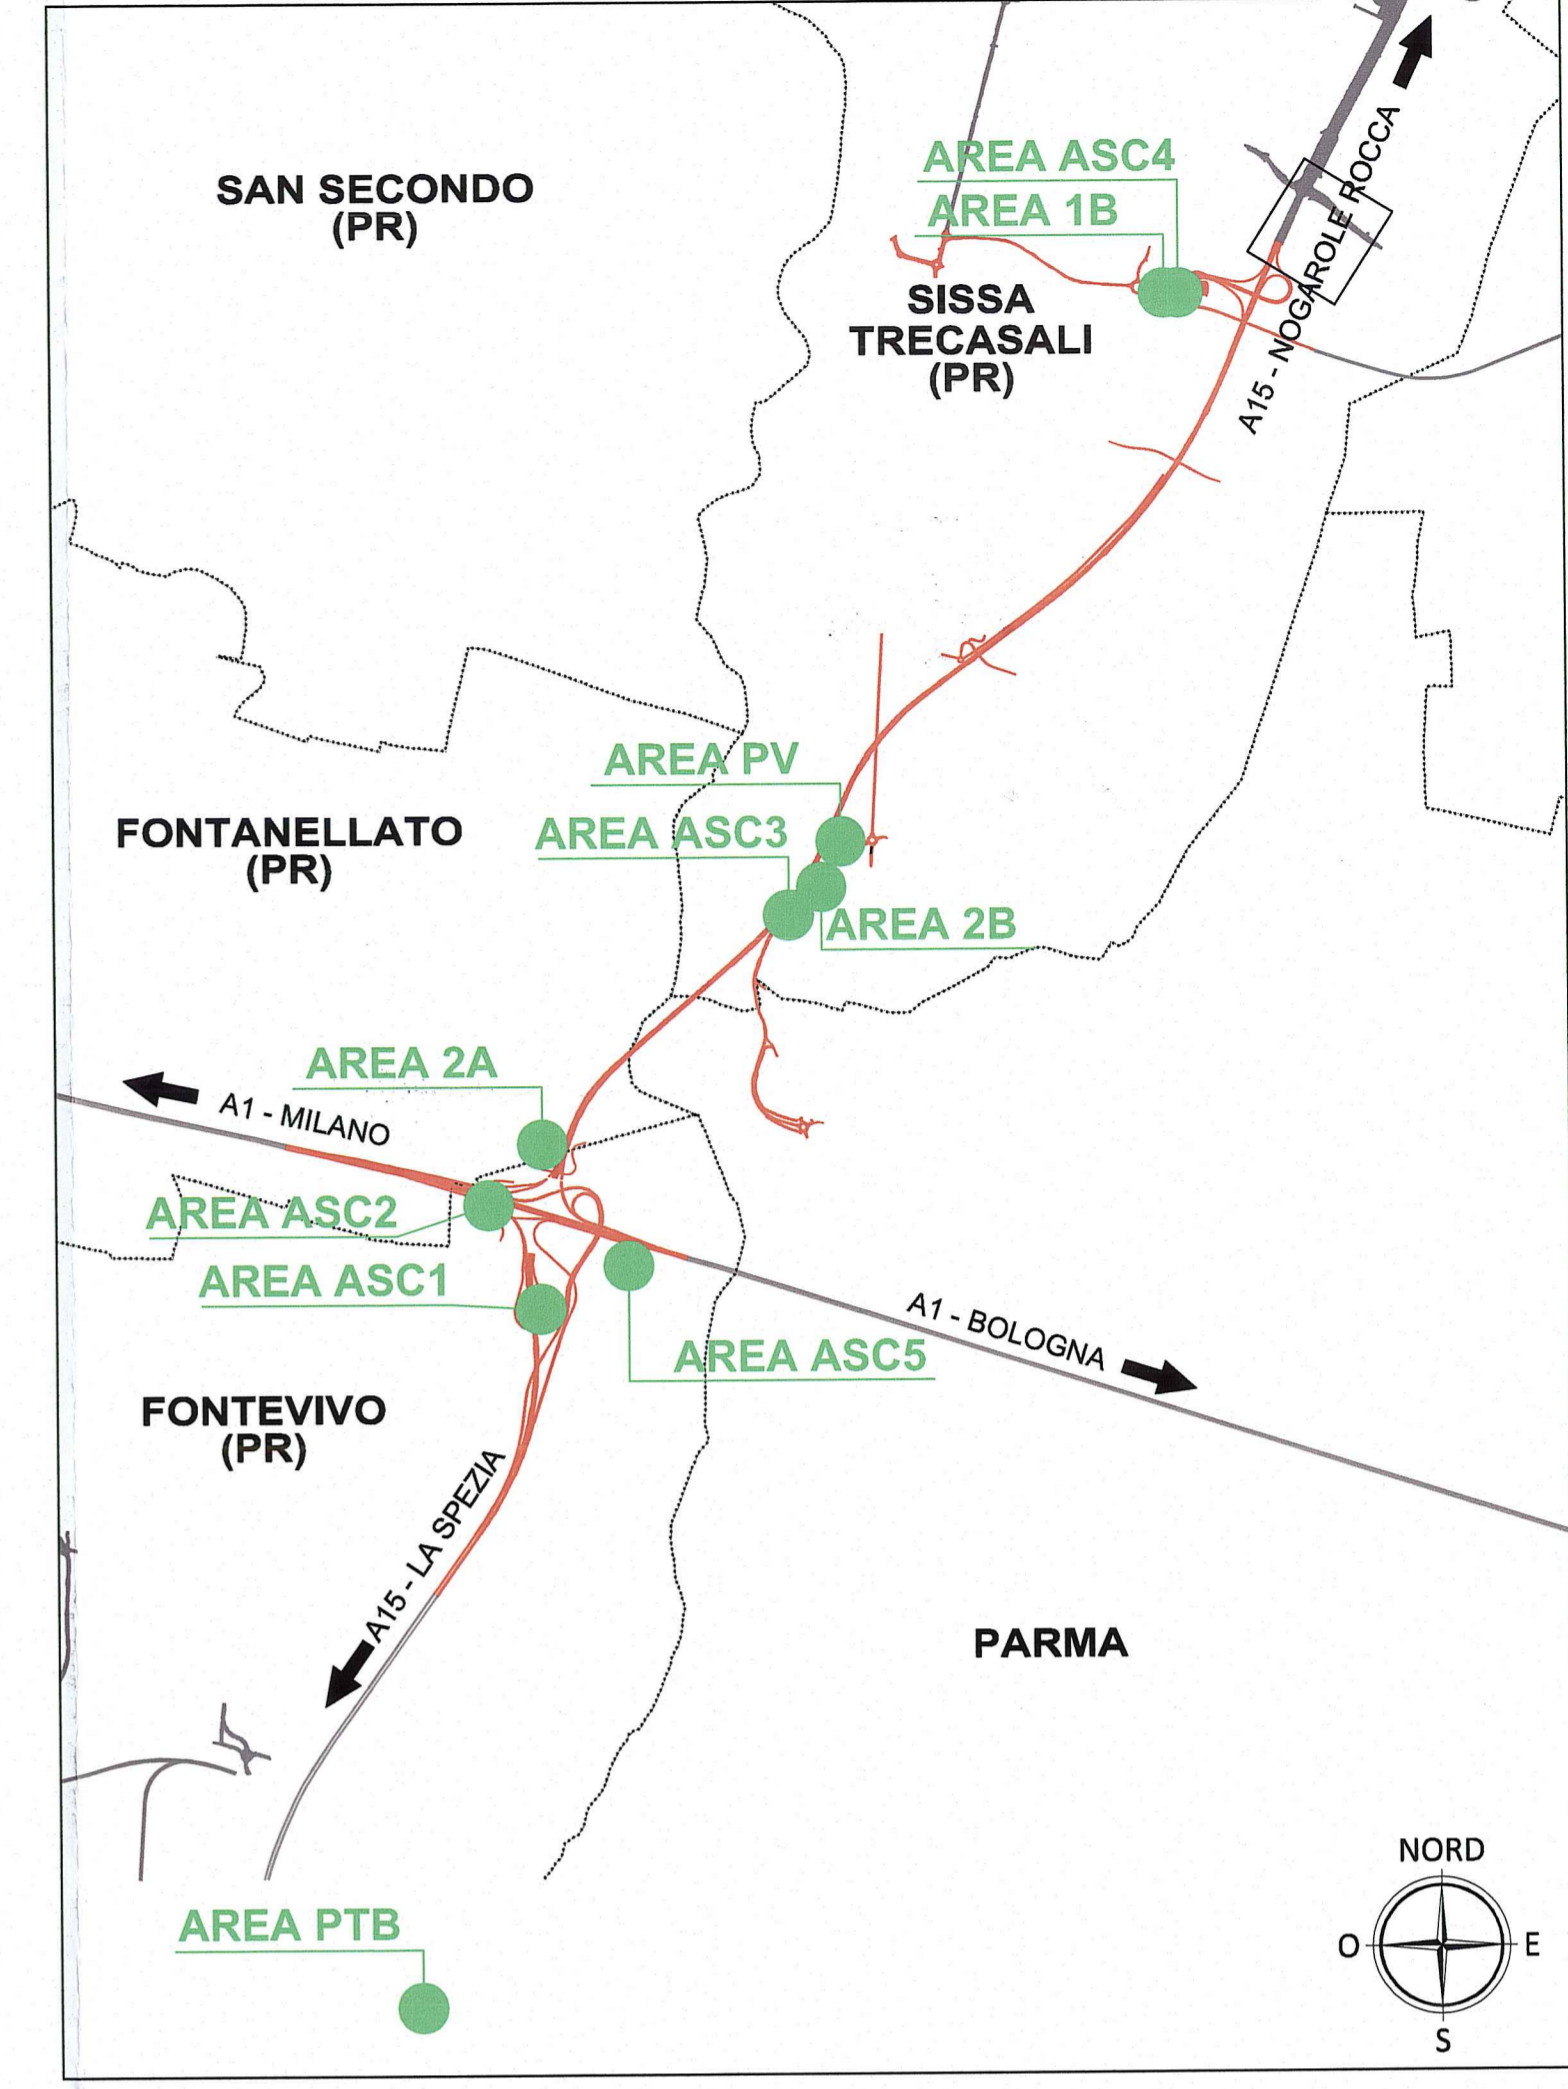 AREA ASC4
AREA 1B
SAN SECONDO
(PR)
A15 - NOGAROLE ROCCA
SISSA
TRECASALI
(PR)
AREA PV
AREA ASC3
FONTANELLATO
(PR)
AREA 2B
AREA 2A
A1 - MILANO
AREA ASC2
AREA ASC1
A1 - BOLOGNA
AREA ASC5
FONTEVIVO
(PR)
A15 - LA SPEZIA
PARMA
NORD
O
E
S
AREA PTB